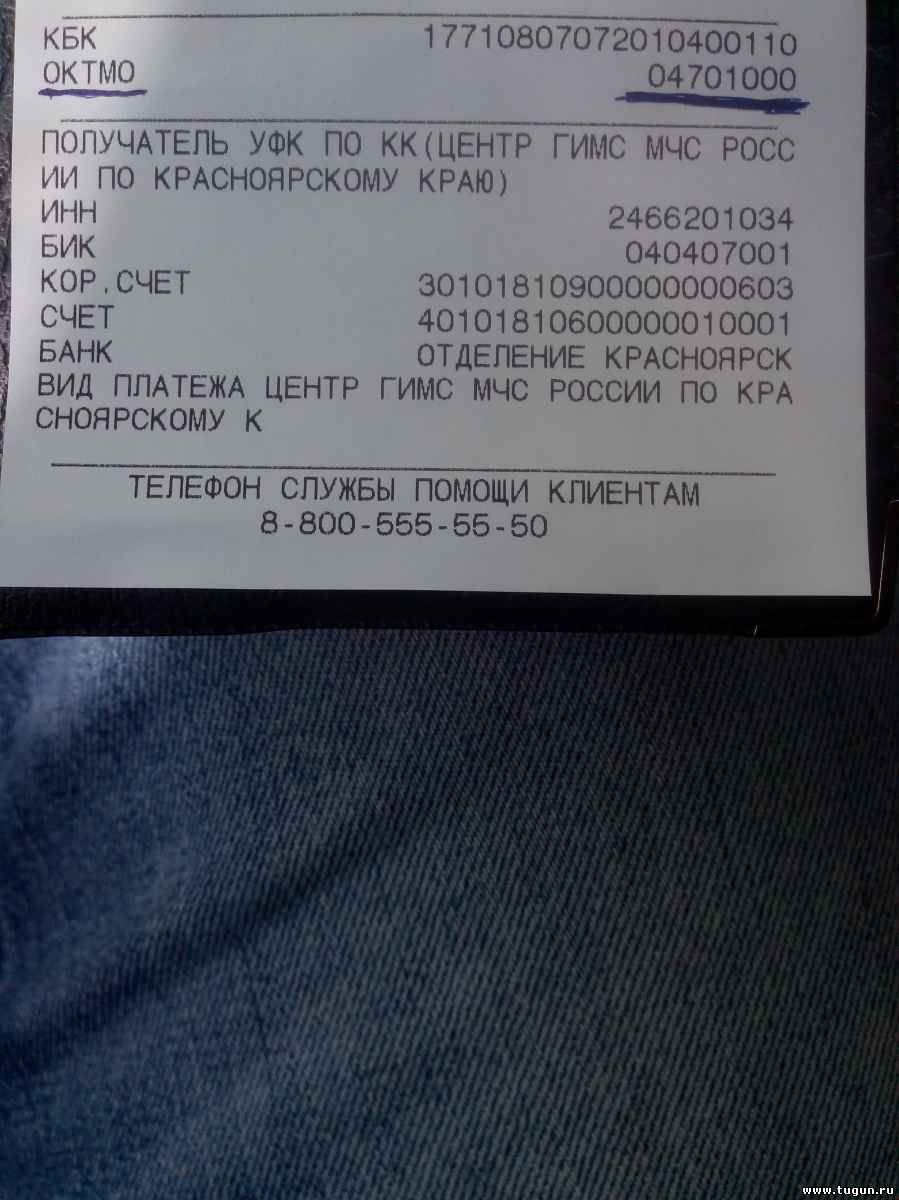 КБК 17710807072010400110
ОКТМО 04701000
ПОЛУЧАТЕЛЬ УФК ПО КК(ЦЕНТР ГИМС МЧС РОСС
ИИ ПО КРАСНОЯРСКОМУ КРАЮ)
ИНН 2466201034
БИК 040407001
КОР.СЧЕТ 30101810900000000603
СЧЕТ 40101810600000010001
БАНК ОТДЕЛЕНИЕ КРАСНОЯРСК
ВИД ПЛАТЕЖА ЦЕНТР ГИМС МЧС РОССИИ ПО КРА
СНОЯРСКОМУ К
ТЕЛЕФОН СЛУЖБЫ ПОМОЩИ КЛИЕНТАМ
8-800-555-55-50
www.tugun.ru